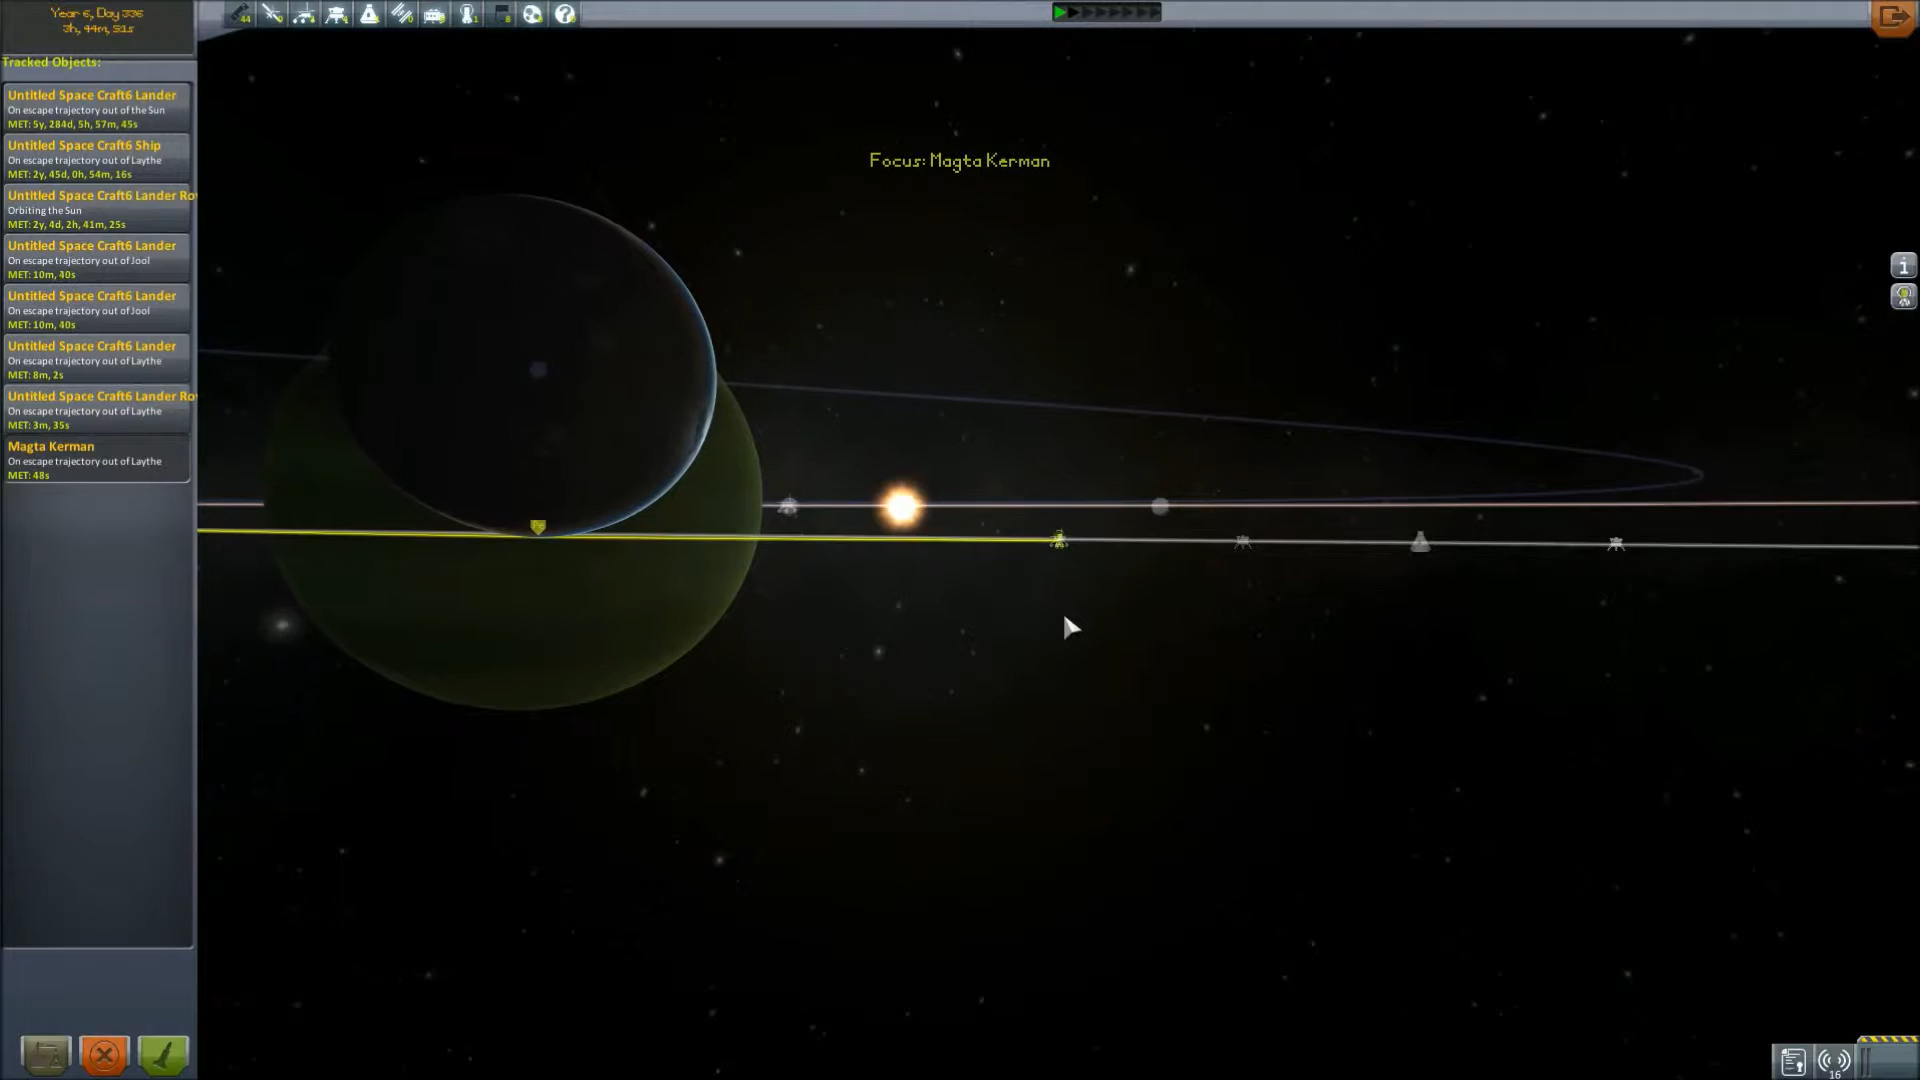 Year 6, Day 336
3h, 44m, 51s
Tracked Objects:
Untitled Space Craft6 Lander
On escape trajectory out of the Sun
MET: 5y, 284d, 5h, 57m, 45s
Untitled Space Craft6 Ship
On escape trajectory out of Laythe
MET: 2y, 45d, 0h, 54m, 16s
Untitled Space Craft6 Lander Ro
Orbiting the Sun
MET: 2y, 4d, 2h, 41m, 25s
Untitled Space Craft6 Lander
On escape trajectory out of Jool
MET: 10m, 40s
Untitled Space Craft6 Lander
On escape trajectory out of Jool
MET: 10m, 40s
Untitled Space Craft6 Lander
On escape trajectory out of Laythe
MET: 8m, 2s
Untitled Space Craft6 Lander Ro
On escape trajectory out of Laythe
MET: 3m, 35s
Magta Kerman
On escape trajectory out of Laythe
MET: 48s
Focus: Magta Kerman
Pe
44
16